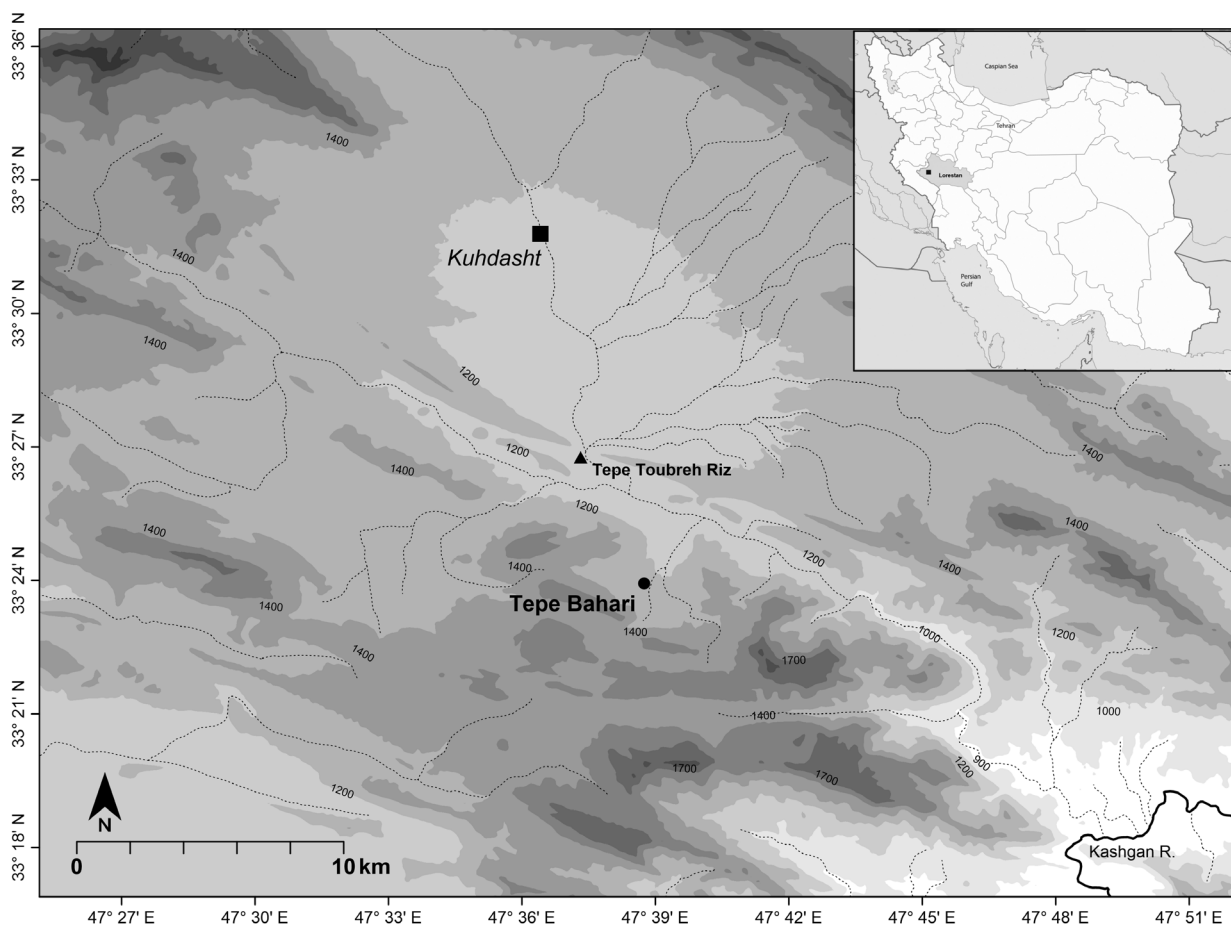 33° 36' N
33° 33' N
33° 30' N
33° 27' N
33° 24' N
33° 21' N
33° 18' N
Caspian Sea
Tehran
Lorestan
Persian
Gulf
1400
1400
1400
Kuhdasht
1200
1200
1400
Tepe Toubreh Riz
1400
1200
1400
1400
1200
1400
1400
1400
Tepe Bahari
1400
1000
1200
1400
1700
1400
1000
1700
1700
900
1200
1200
N
0
10 km
Kashgan R.
47° 27' E
47° 30' E
47° 33' E
47° 36' E
47° 39' E
47° 42' E
47° 45' E
47° 48' E
47° 51' E